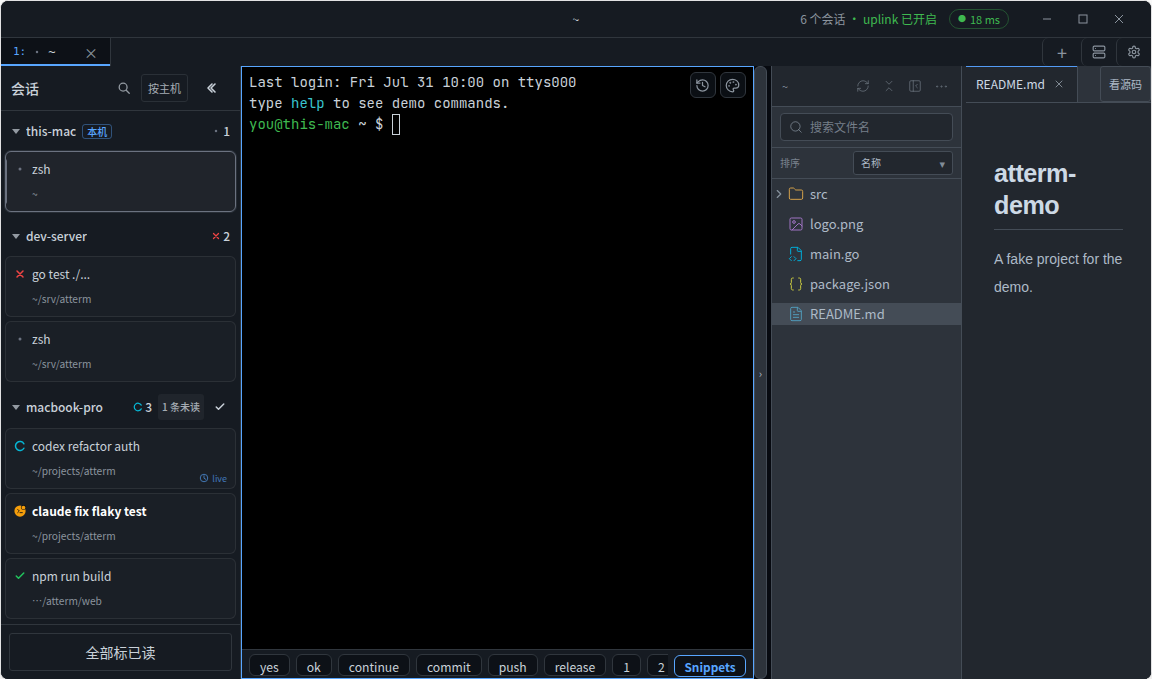 ~
6 个会话 · uplink 已开启
18 ms
1: · ~
会话
按主机
this-mac 本机 · 1
zsh
~
dev-server 2
go test ./...
~/srv/atterm
zsh
~/srv/atterm
macbook-pro 3 1 条未读
codex refactor auth
~/projects/atterm
live
claude fix flaky test
~/projects/atterm
npm run build
···/atterm/web
全部标已读
Last login: Fri Jul 31 10:00 on ttys000
type help to see demo commands.
you@this-mac ~ $
yes ok continue commit push release 1 2 Snippets
~
搜索文件名
排序 名称
src
logo.png
main.go
package.json
README.md
README.md
看源码
atterm-
demo
A fake project for the
demo.